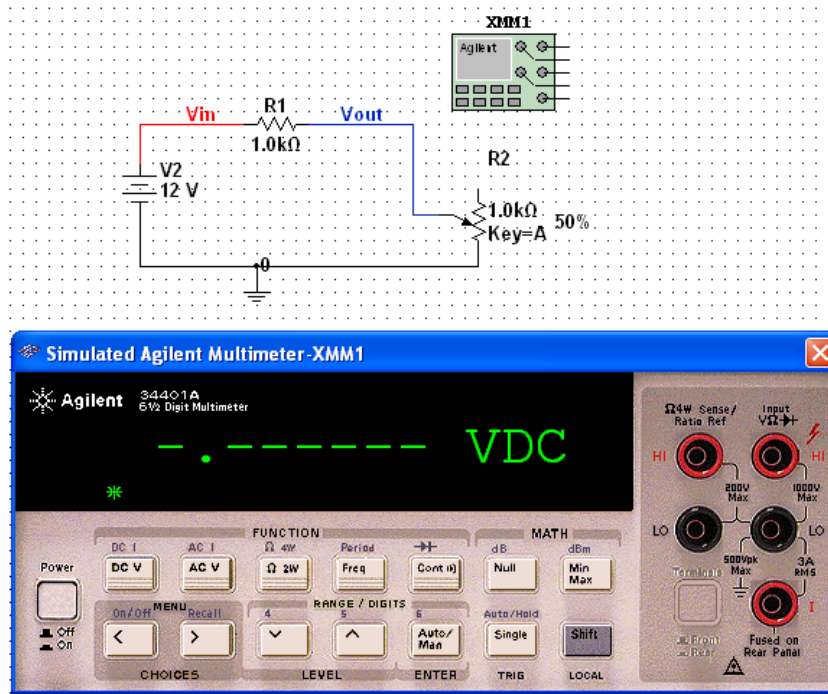 XMM1
Agilent
R1
Vin
Vout
1.0kΩ
R2
V2
12 V
1.0kΩ
50%
Key=A
0
Simulated Agilent Multimeter-XMM1
Agilent 34401A
6½ Digit Multimeter
-.------ VDC
*
Ω4W Sense/
Ratio Ref
Input
VΩ
HI
HI
200V
Max
1000V
Max
LO
LO
500Vpk
Max
3A
RMS
Terminals
I
Front
Rear
Fused on
Rear Panal
FUNCTION
MATH
DC I
AC I
Ω 4W
Period
dB
dBm
Power
DC V
AC V
Ω 2W
Freq
Cont
Null
Min
Max
Off
On
On/Off
MENU
Recall
4
RANGE / DIGITS
5
6
Auto/Hold
<
>
Auto/
Man
Single
Shift
CHOICES
LEVEL
ENTER
TRIG
LOCAL